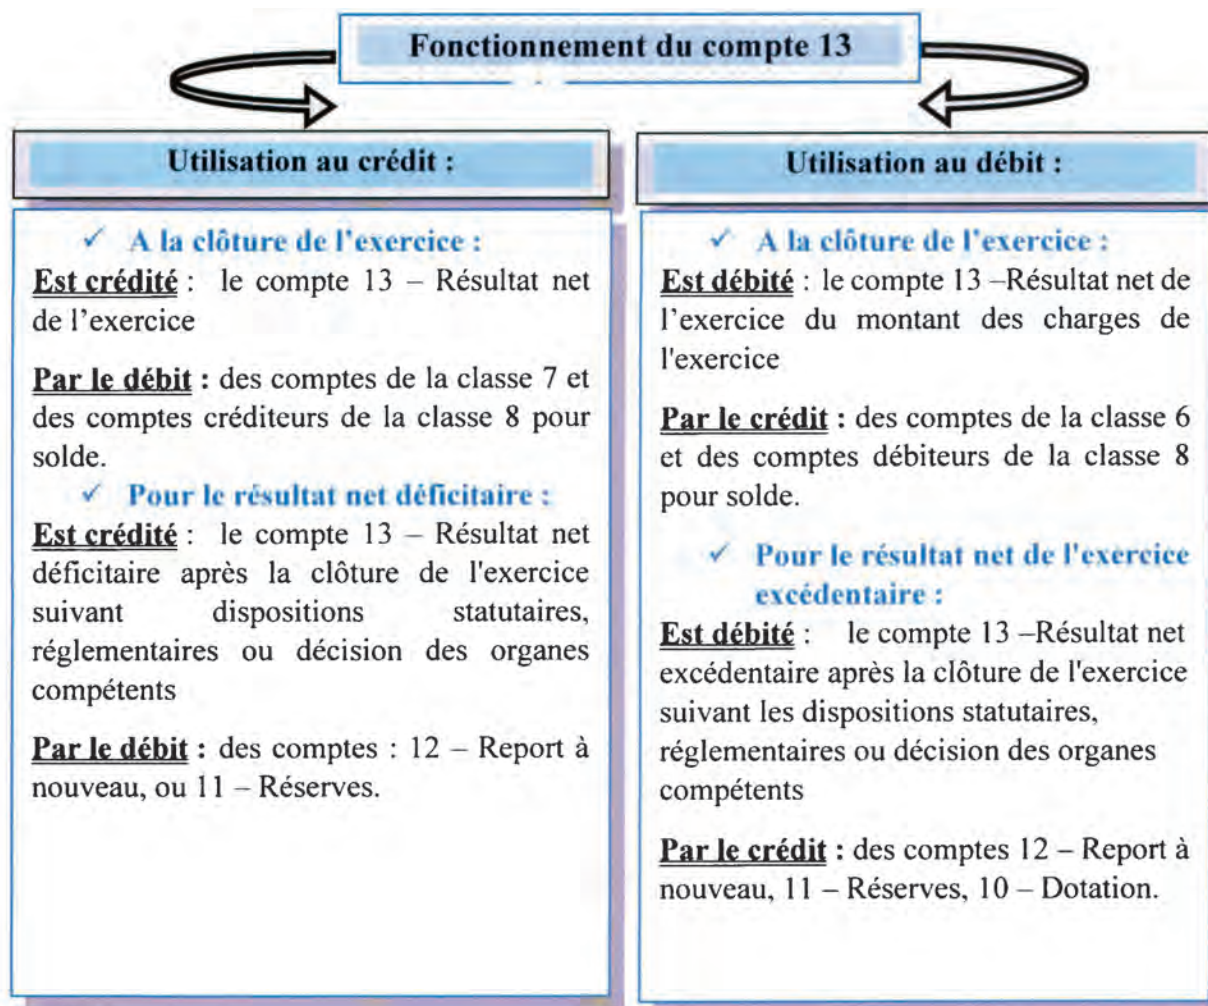 Fonctionnement du compte 13
Utilisation au crédit :
✓ A la clôture de l'exercice :
Est crédité : le compte 13 – Résultat net
de l'exercice
Par le débit : des comptes de la classe 7 et
des comptes créditeurs de la classe 8 pour
solde.
✓ Pour le résultat net déficitaire :
Est crédité : le compte 13 – Résultat net
déficitaire après la clôture de l'exercice
suivant dispositions statutaires,
réglementaires ou décision des organes
compétents
Par le débit : des comptes : 12 – Report à
nouveau, ou 11 – Réserves.
Utilisation au débit :
✓ A la clôture de l'exercice :
Est débité : le compte 13 –Résultat net de
l'exercice du montant des charges de
l'exercice
Par le crédit : des comptes de la classe 6
et des comptes débiteurs de la classe 8
pour solde.
✓ Pour le résultat net de l'exercice
excédentaire :
Est débité : le compte 13 –Résultat net
excédentaire après la clôture de l'exercice
suivant les dispositions statutaires,
réglementaires ou décision des organes
compétents
Par le crédit : des comptes 12 – Report à
nouveau, 11 – Réserves, 10 – Dotation.